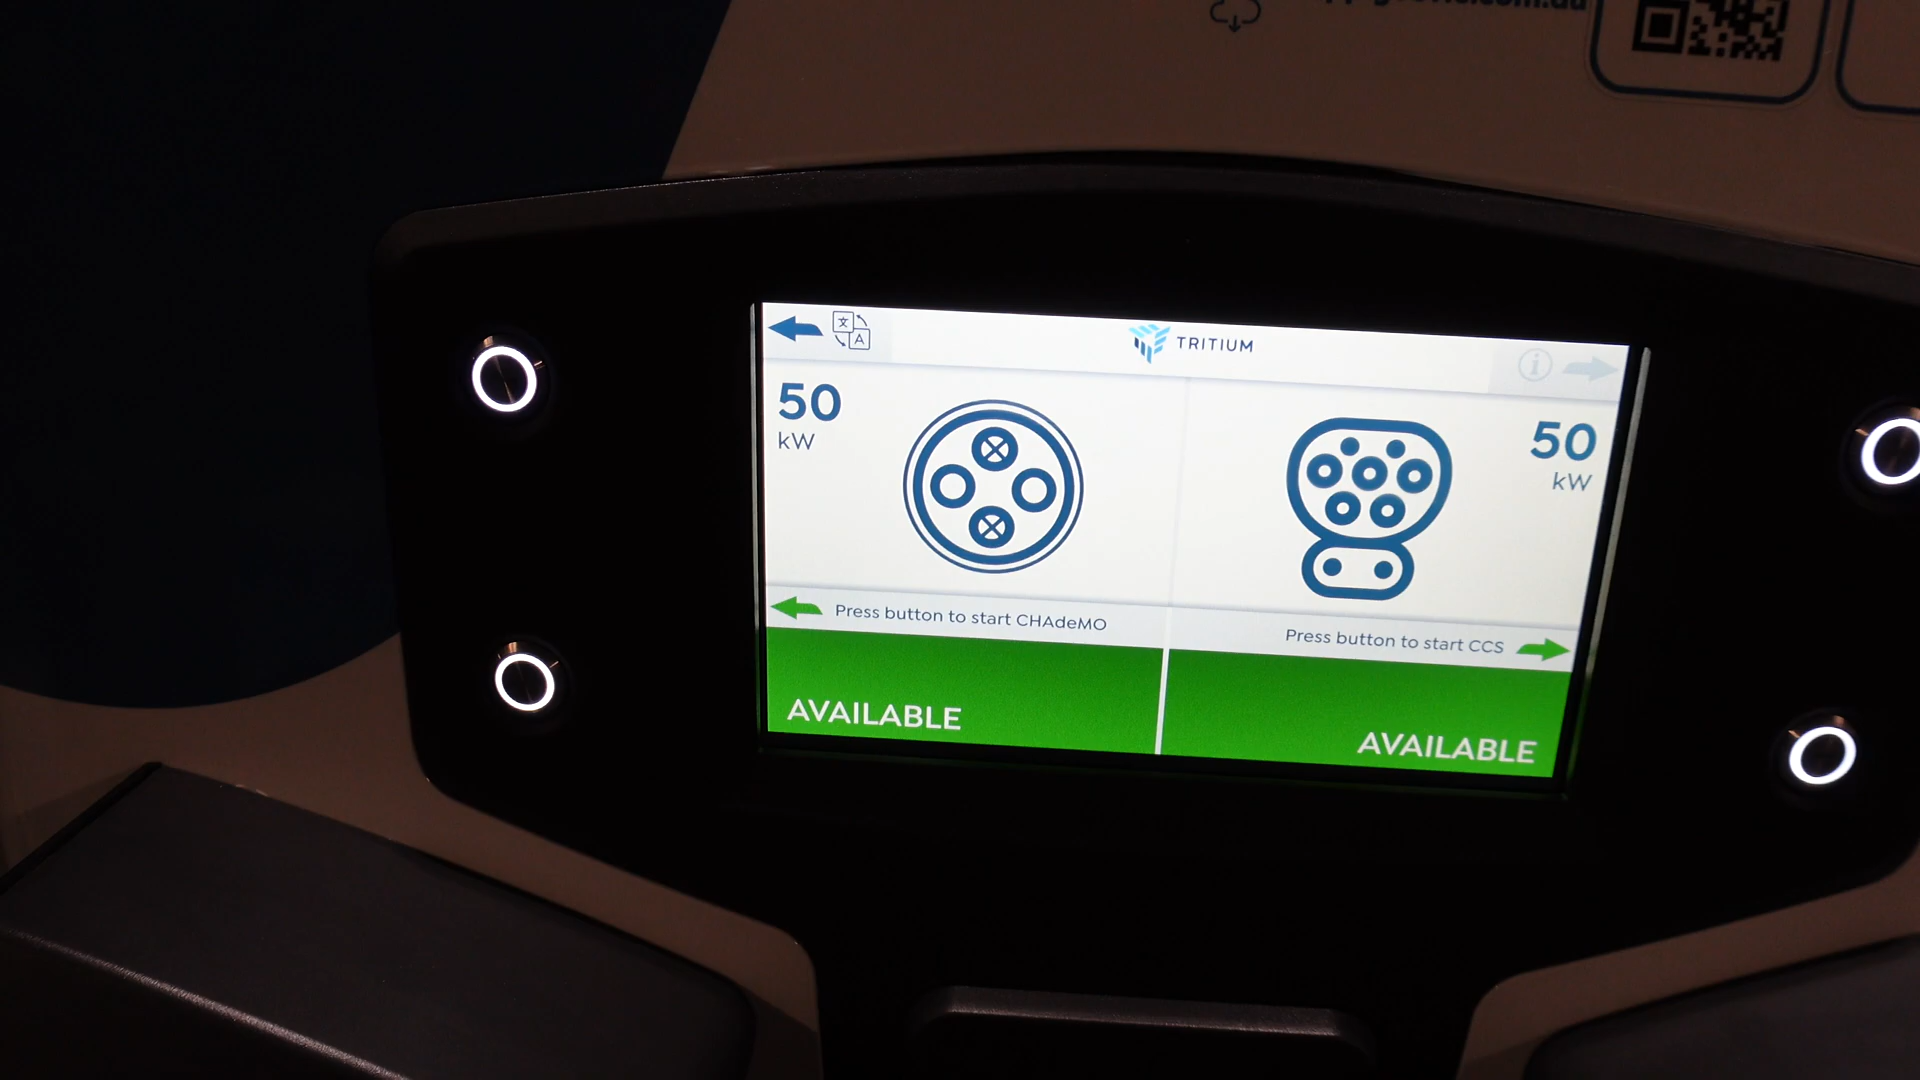 TRITIUM
50
kW
50
kW
Press button to start CHAdeMO
Press button to start CCS
AVAILABLE
AVAILABLE